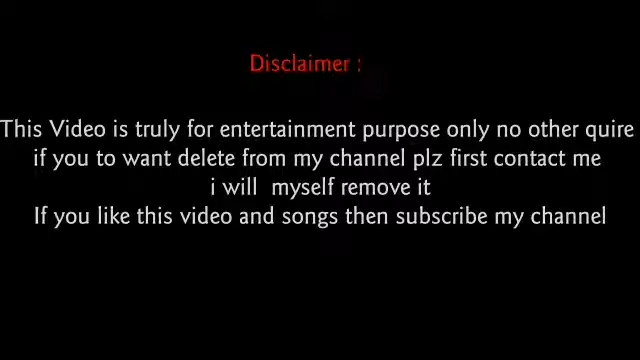 Disclaimer :
This Video is truly for entertainment purpose only no other quire
if you to want delete from my channel plz first contact me
i will myself remove it
If you like this video and songs then subscribe my channel